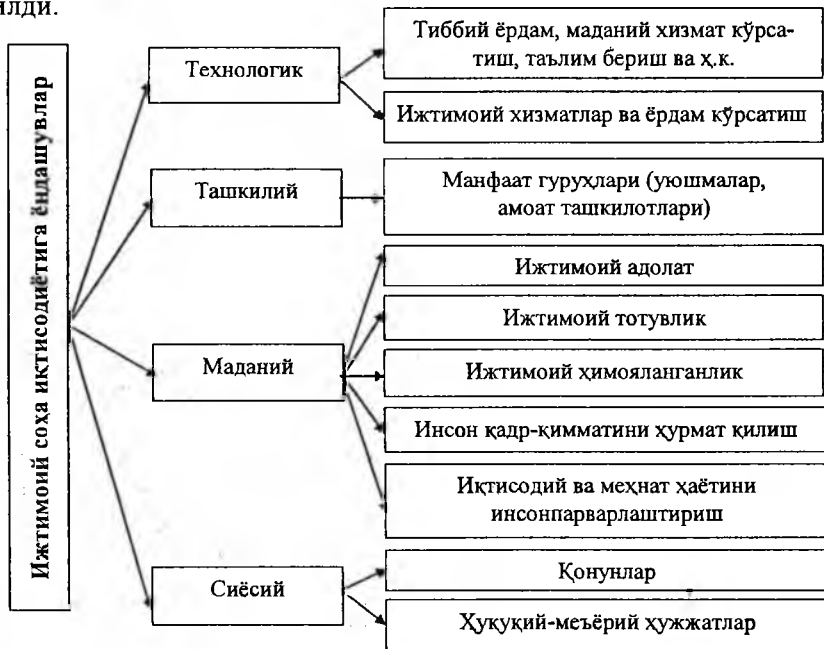 илди.
Ижтимоий соҳа иқтисодиётига ёндашувлар
Технологик
Тиббий ёрдам, маданий хизмат кўрса-
тиш, таълим бериш ва ҳ.к.
Ижтимоий хизматлар ва ёрдам кўрсатиш
Ташкилий
Манфаат гуруҳлари (уюшмалар,
амоат ташкилотлари)
Маданий
Ижтимоий адолат
Ижтимоий тотувлик
Ижтимоий ҳимояланганлик
Инсон қадр-қимматини ҳурмат қилиш
Иқтисодий ва меҳнат ҳаётини
инсонпарварлаштириш
Сиёсий
Қонунлар
Ҳуқуқий-меъёрий ҳужжатлар